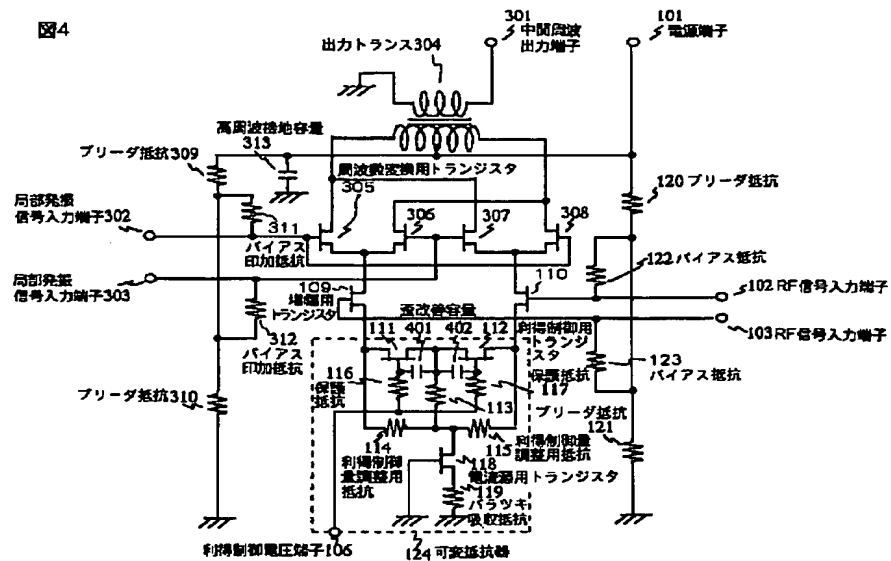 図4
301
中間周波
出力端子
101
電源端子
出力トランス304
高周波接地容量
313
ブリーダ抵抗309
周波数変換用トランジスタ
305
306
307
308
120 ブリーダ抵抗
局部発振
信号入力端子302
311
バイアス
印加抵抗
局部発振
信号入力端子303
109
増幅用
トランジスタ
110
122 バイアス抵抗
102 RF信号入力端子
103 RF信号入力端子
歪改善容量
111
401
402
112
利得制御用
トランジ
スタ
312
バイアス
印加抵抗
116
保護
抵抗
保護抵抗
117
123
バイアス抵抗
113
ブリーダ抵抗310
ブリーダ抵抗
121
114
利得制御
量調整用
抵抗
115
利得制御量
調整用抵抗
118
電流源用トランジスタ
119
バラツキ
吸収抵抗
利得制御電圧端子106
124 可変抵抗器